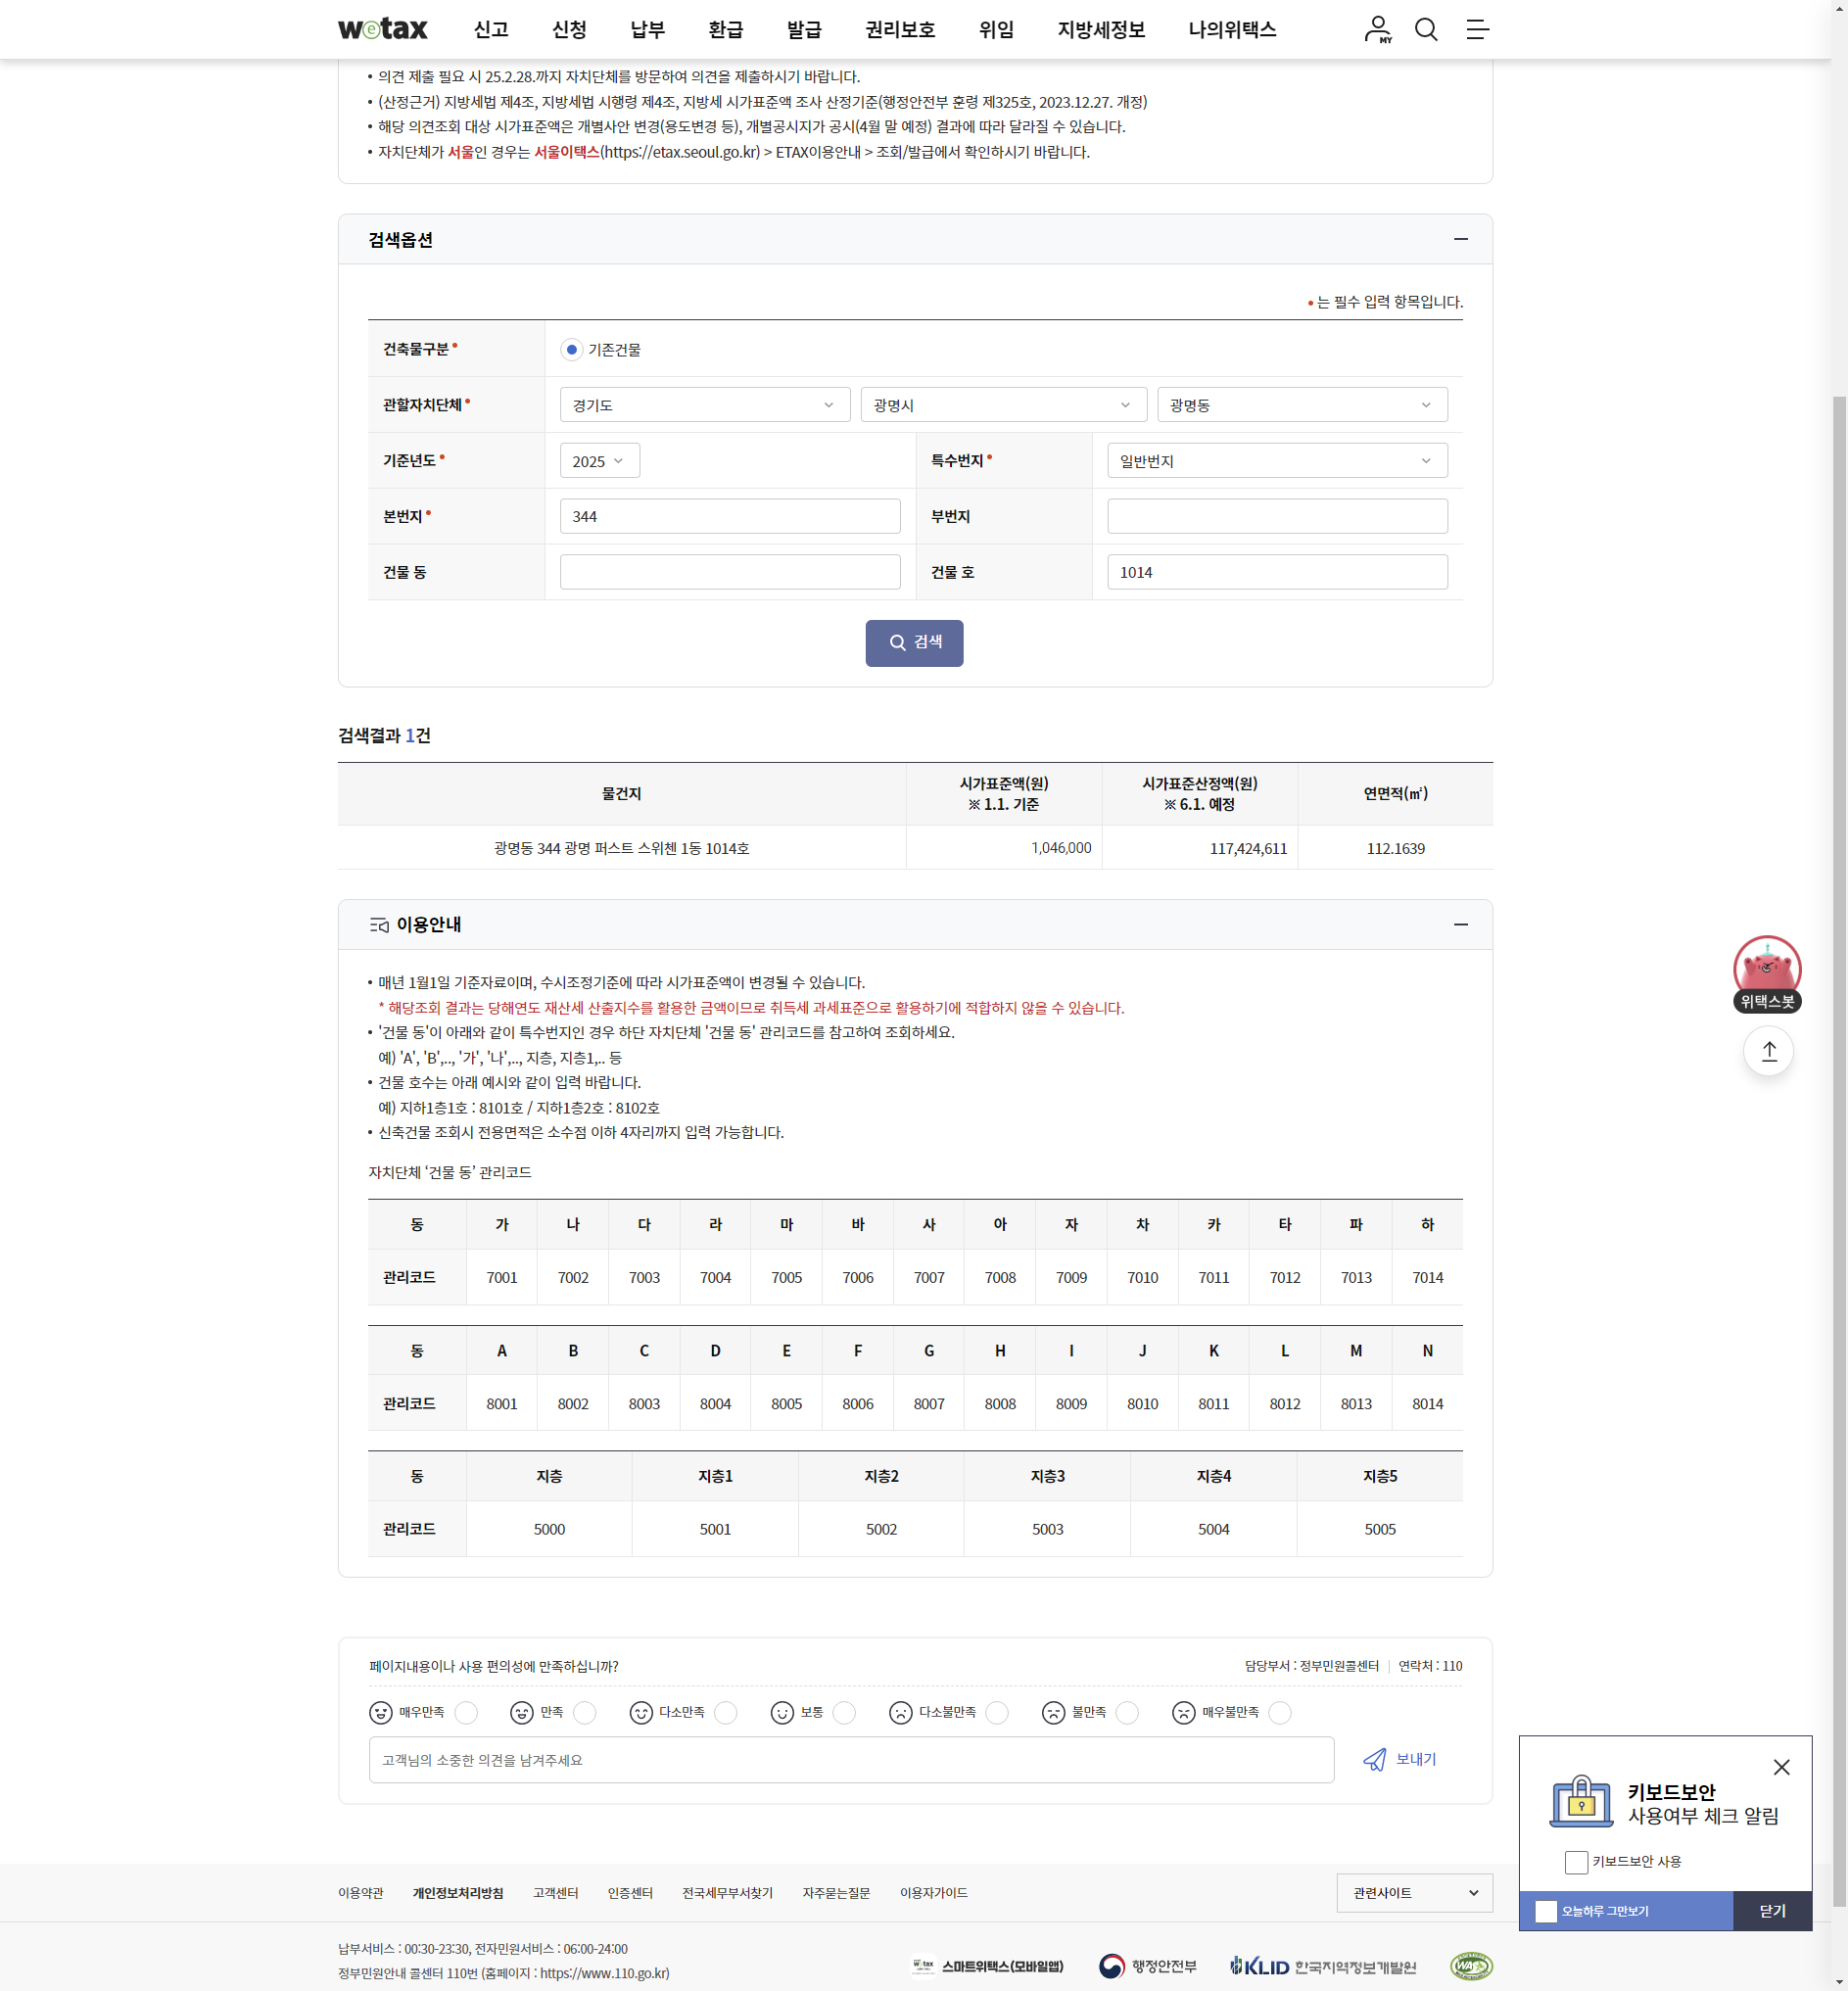 wetax 신고 신청 납부 환급 발급 권리보호 위임 지방세정보 나의위택스 MY
• 의견 제출 필요 시 25.2.28.까지 자치단체를 방문하여 의견을 제출하시기 바랍니다.
• (산정근거) 지방세법 제4조, 지방세법 시행령 제4조, 지방세 시가표준액 조사 산정기준(행정안전부 훈령 제325호, 2023.12.27. 개정)
• 해당 의견조회 대상 시가표준액은 개별사안 변경(용도변경 등), 개별공시지가 공시(4월 말 예정) 결과에 따라 달라질 수 있습니다.
• 자치단체가 서울인 경우는 서울이택스(https://etax.seoul.go.kr) > ETAX이용안내 > 조회/발급에서 확인하시기 바랍니다.
검색옵션
• 는 필수 입력 항목입니다.
건축물구분• 기존건물
관할자치단체• 경기도 광명시 광명동
기준년도• 2025 특수번지• 일반번지
본번지• 344 부번지
건물 동 건물 호 1014
검색
검색결과 1건
물건지 시가표준액(원) 시가표준산정액(원) 연면적(㎡)
※ 1.1. 기준 ※ 6.1. 예정
광명동 344 광명 퍼스트 스위첸 1동 1014호 1,046,000 117,424,611 112.1639
이용안내
• 매년 1월1일 기준자료이며, 수시조정기준에 따라 시가표준액이 변경될 수 있습니다.
* 해당조회 결과는 당해연도 재산세 산출지수를 활용한 금액이므로 취득세 과세표준으로 활용하기에 적합하지 않을 수 있습니다.
• '건물 동'이 아래와 같이 특수번지인 경우 하단 자치단체 '건물 동' 관리코드를 참고하여 조회하세요.
예) 'A', 'B',.., '가', '나',.., 지층, 지층1,.. 등
• 건물 호수는 아래 예시와 같이 입력 바랍니다.
예) 지하1층1호 : 8101호 / 지하1층2호 : 8102호
• 신축건물 조회시 전용면적은 소수점 이하 4자리까지 입력 가능합니다.
위택스봇
자치단체 ‘건물 동’ 관리코드
동 가 나 다 라 마 바 사 아 자 차 카 타 파 하
관리코드 7001 7002 7003 7004 7005 7006 7007 7008 7009 7010 7011 7012 7013 7014
동 A B C D E F G H I J K L M N
관리코드 8001 8002 8003 8004 8005 8006 8007 8008 8009 8010 8011 8012 8013 8014
동 지층 지층1 지층2 지층3 지층4 지층5
관리코드 5000 5001 5002 5003 5004 5005
페이지내용이나 사용 편의성에 만족하십니까? 담당부서 : 정부민원콜센터 | 연락처 : 110
매우만족 만족 다소만족 보통 다소불만족 불만족 매우불만족
고객님의 소중한 의견을 남겨주세요 보내기
키보드보안
사용여부 체크 알림
키보드보안 사용
오늘하루 그만보기 닫기
이용약관 개인정보처리방침 고객센터 인증센터 전국세무부서찾기 자주묻는질문 이용자가이드 관련사이트
납부서비스 : 00:30-23:30, 전자민원서비스 : 06:00-24:00
정부민원안내 콜센터 110번 (홈페이지 : https://www.110.go.kr)
wetax 스마트위택스(모바일앱) 행정안전부 KLID 한국지역정보개발원 WA